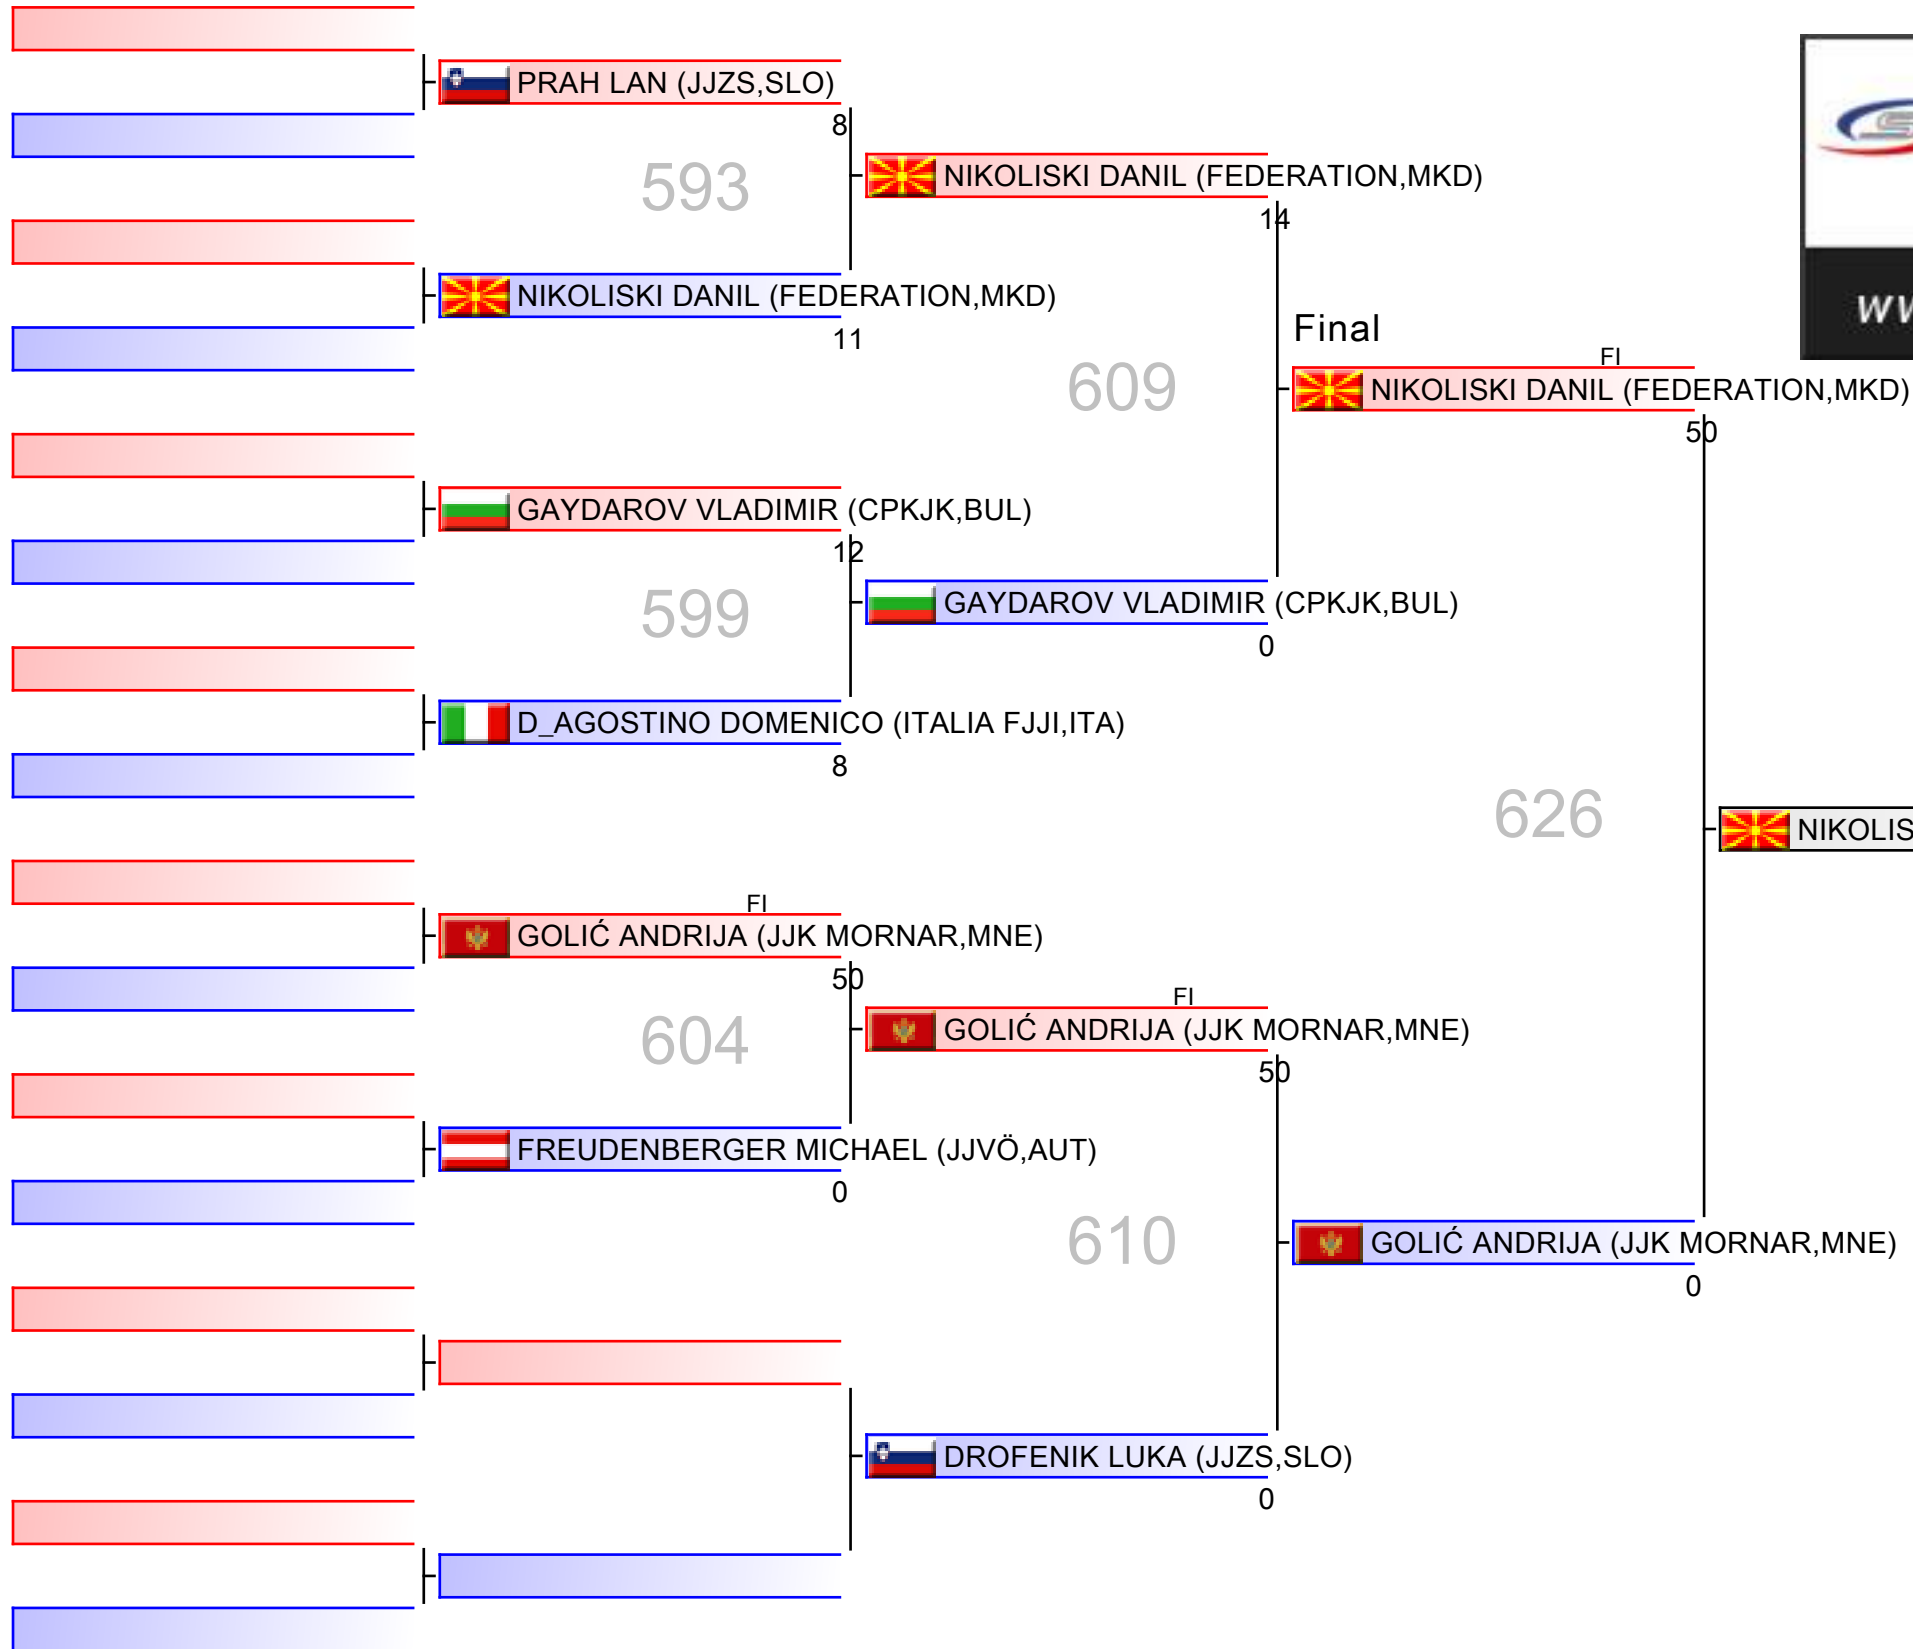 PRAH LAN (JJZS,SLO)
8
593
NIKOLISKI DANIL (FEDERATION,MKD)
14
NIKOLISKI DANIL (FEDERATION,MKD)
11
Final
FI
609
NIKOLISKI DANIL (FEDERATION,MKD)
50
GAYDAROV VLADIMIR (CPKJK,BUL)
12
599
GAYDAROV VLADIMIR (CPKJK,BUL)
0
D_AGOSTINO DOMENICO (ITALIA FJJI,ITA)
8
626
NIKOLIS
FI
GOLIĆ ANDRIJA (JJK MORNAR,MNE)
50
FI
604
GOLIĆ ANDRIJA (JJK MORNAR,MNE)
50
FREUDENBERGER MICHAEL (JJVÖ,AUT)
0
610
GOLIĆ ANDRIJA (JJK MORNAR,MNE)
0
DROFENIK LUKA (JJZS,SLO)
0